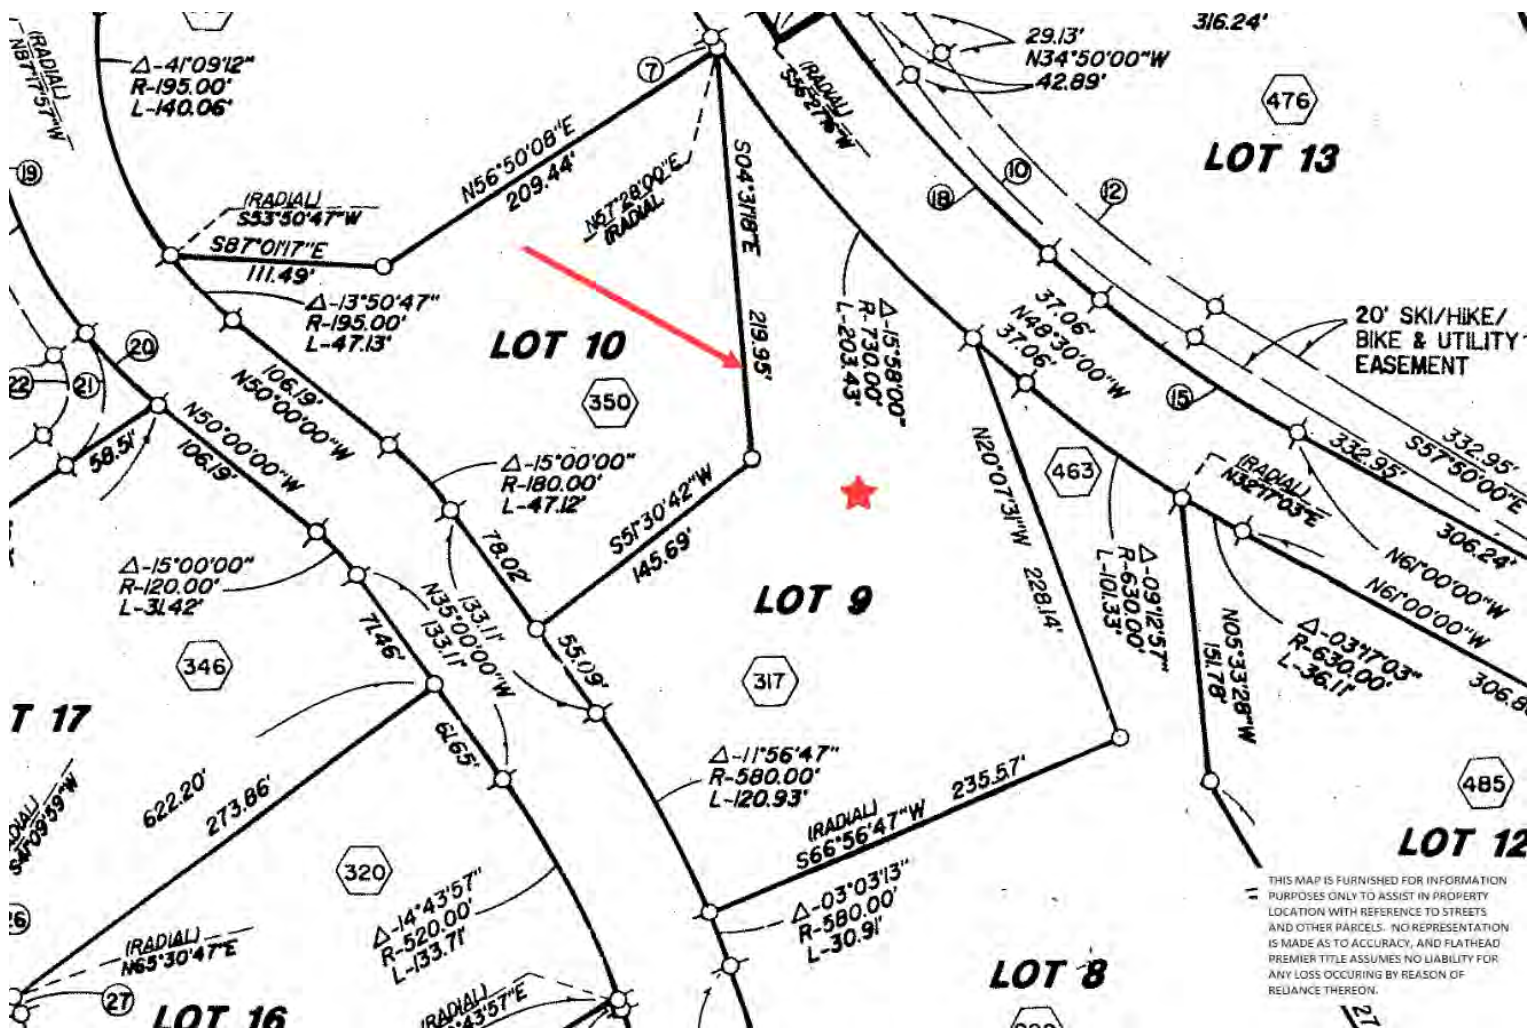 316.24'
29.13'
N34°50'00"W
42.89'
(RADIAL)
N87°17'57"W
Δ-41°09'12"
R-195.00'
L-140.06'
7
(RADIAL)
476
LOT 13
19
N56°50'08"E
209.44'
N57°28'00"E
(RADIAL
S04°31'18"E
219.95'
18
10
12
(RADIAL)
S53°50'47"W
S87°01'17"E
111.49'
Δ-13°50'47"
R-195.00'
L-47.13'
LOT 10
350
Δ-15°58'00"
R-730.00'
L-203.43'
37.06'
N48°30'00"W
37.06'
20' SKI/HIKE/
BIKE & UTILITY
EASEMENT
15
20
22
21
106.19'
N50°00'00"W
N50°00'00"W
106.19'
58.51'
332.95'
S57°50'00"E
332.95'
Δ-15°00'00"
R-180.00'
L-47.12'
S51°30'42"W
145.69'
N20°07'31"W 228.14'
463
(RADIAL)
N32°17'03"E
306.24'
N61°00'00"W
N61°00'00"W
Δ-15°00'00"
R-120.00'
L-31.42'
78.02'
133.11'
N35°00'00"W
133.11'
71.46'
55.09'
LOT 9
Δ-09°12'57"
R-630.00'
L-101.33'
N05°33'28"W
151.78'
Δ-03°17'03"
R-630.00'
L-36.11'
306.8
346
317
T 17
61.65'
622.20'
273.86'
Δ-11°56'47"
R-580.00'
L-120.93'
235.57'
(RADIAL)
S66°56'47"W
485
LOT 12
320
Δ-14°43'57"
R-520.00'
L-133.71'
Δ-03°03'13"
R-580.00'
L-30.91'
26
(RADIAL)
N65°30'47"E
27
LOT 16
(RADIAL)
43'57"E
LOT 8
THIS MAP IS FURNISHED FOR INFORMATION
PURPOSES ONLY TO ASSIST IN PROPERTY
LOCATION WITH REFERENCE TO STREETS
AND OTHER PARCELS. NO REPRESENTATION
IS MADE AS TO ACCURACY, AND FLATHEAD
PREMIER TITLE ASSUMES NO LIABILITY FOR
ANY LOSS OCCURING BY REASON OF
RELIANCE THEREON.